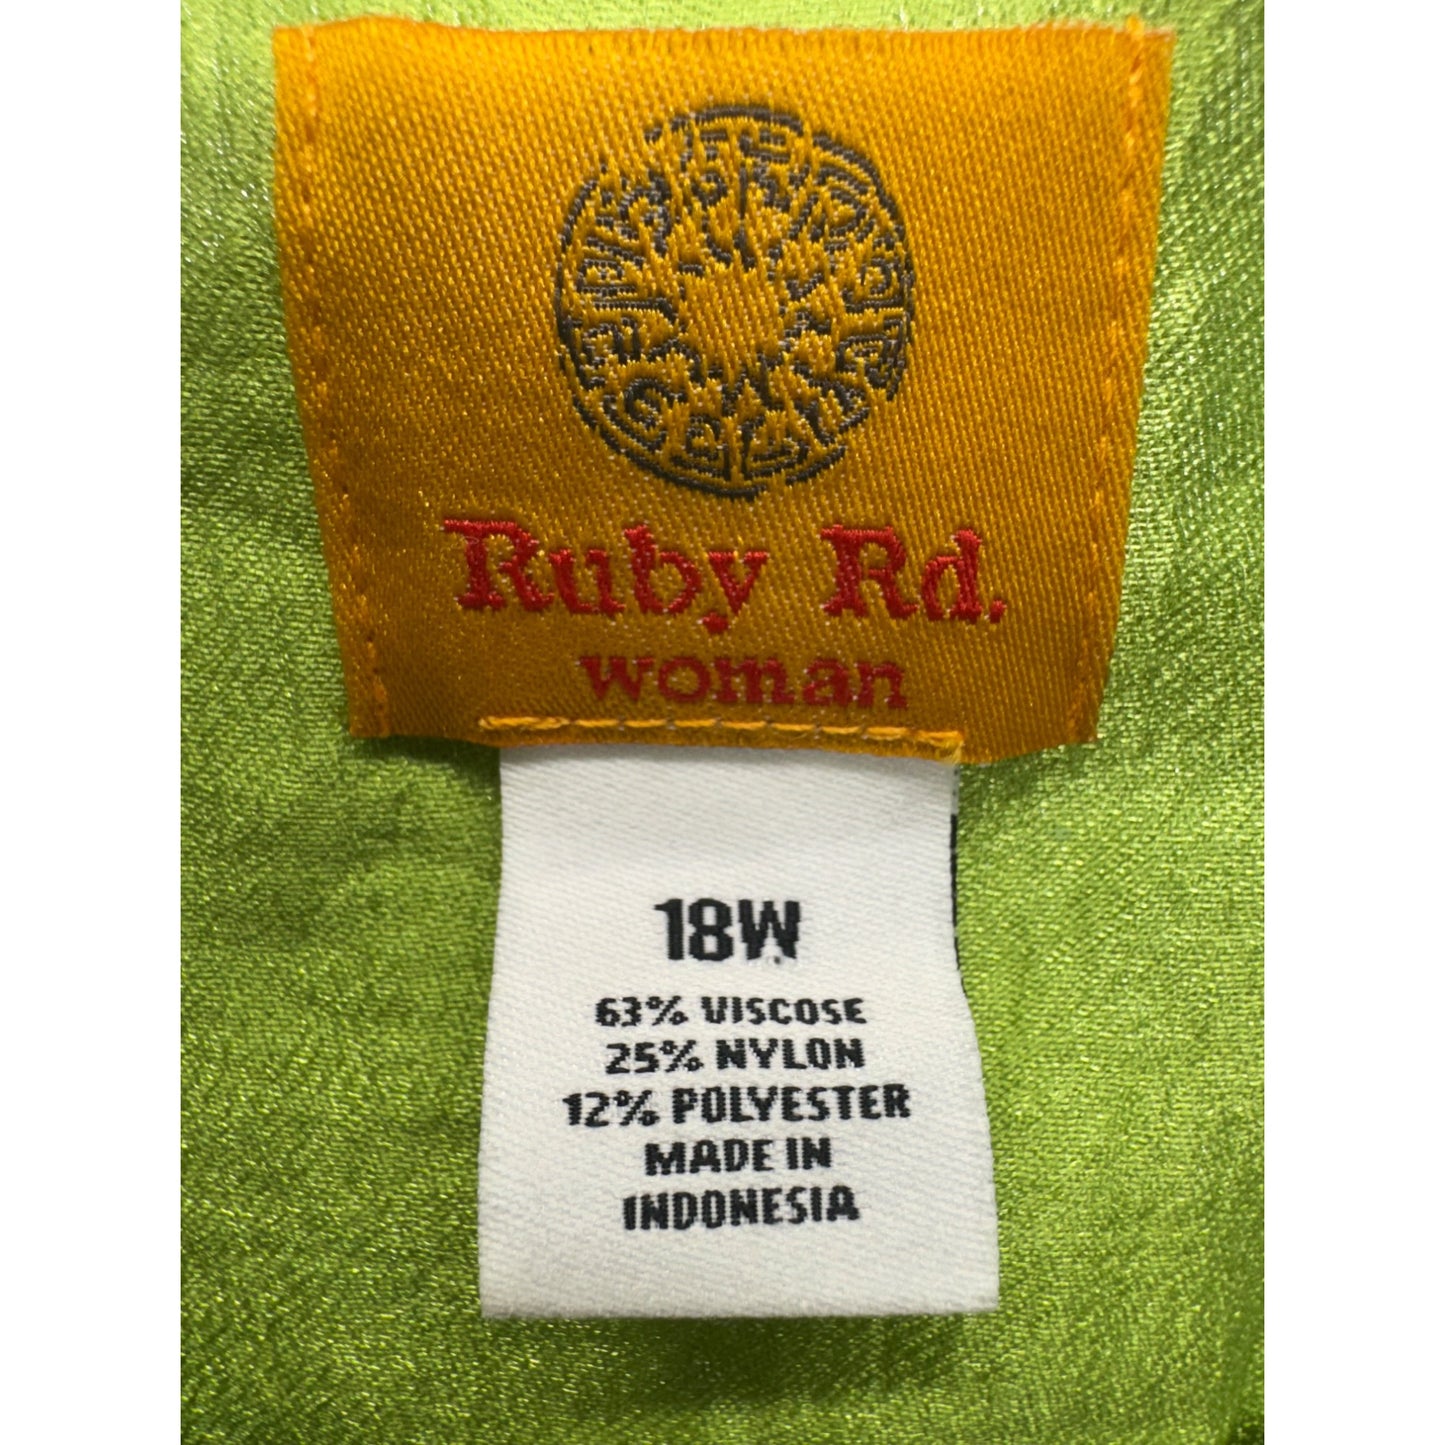 Ruby Rd.
woman
18W
63% VISCOSE
25% NYLON
12% POLYESTER
MADE IN
INDONESIA